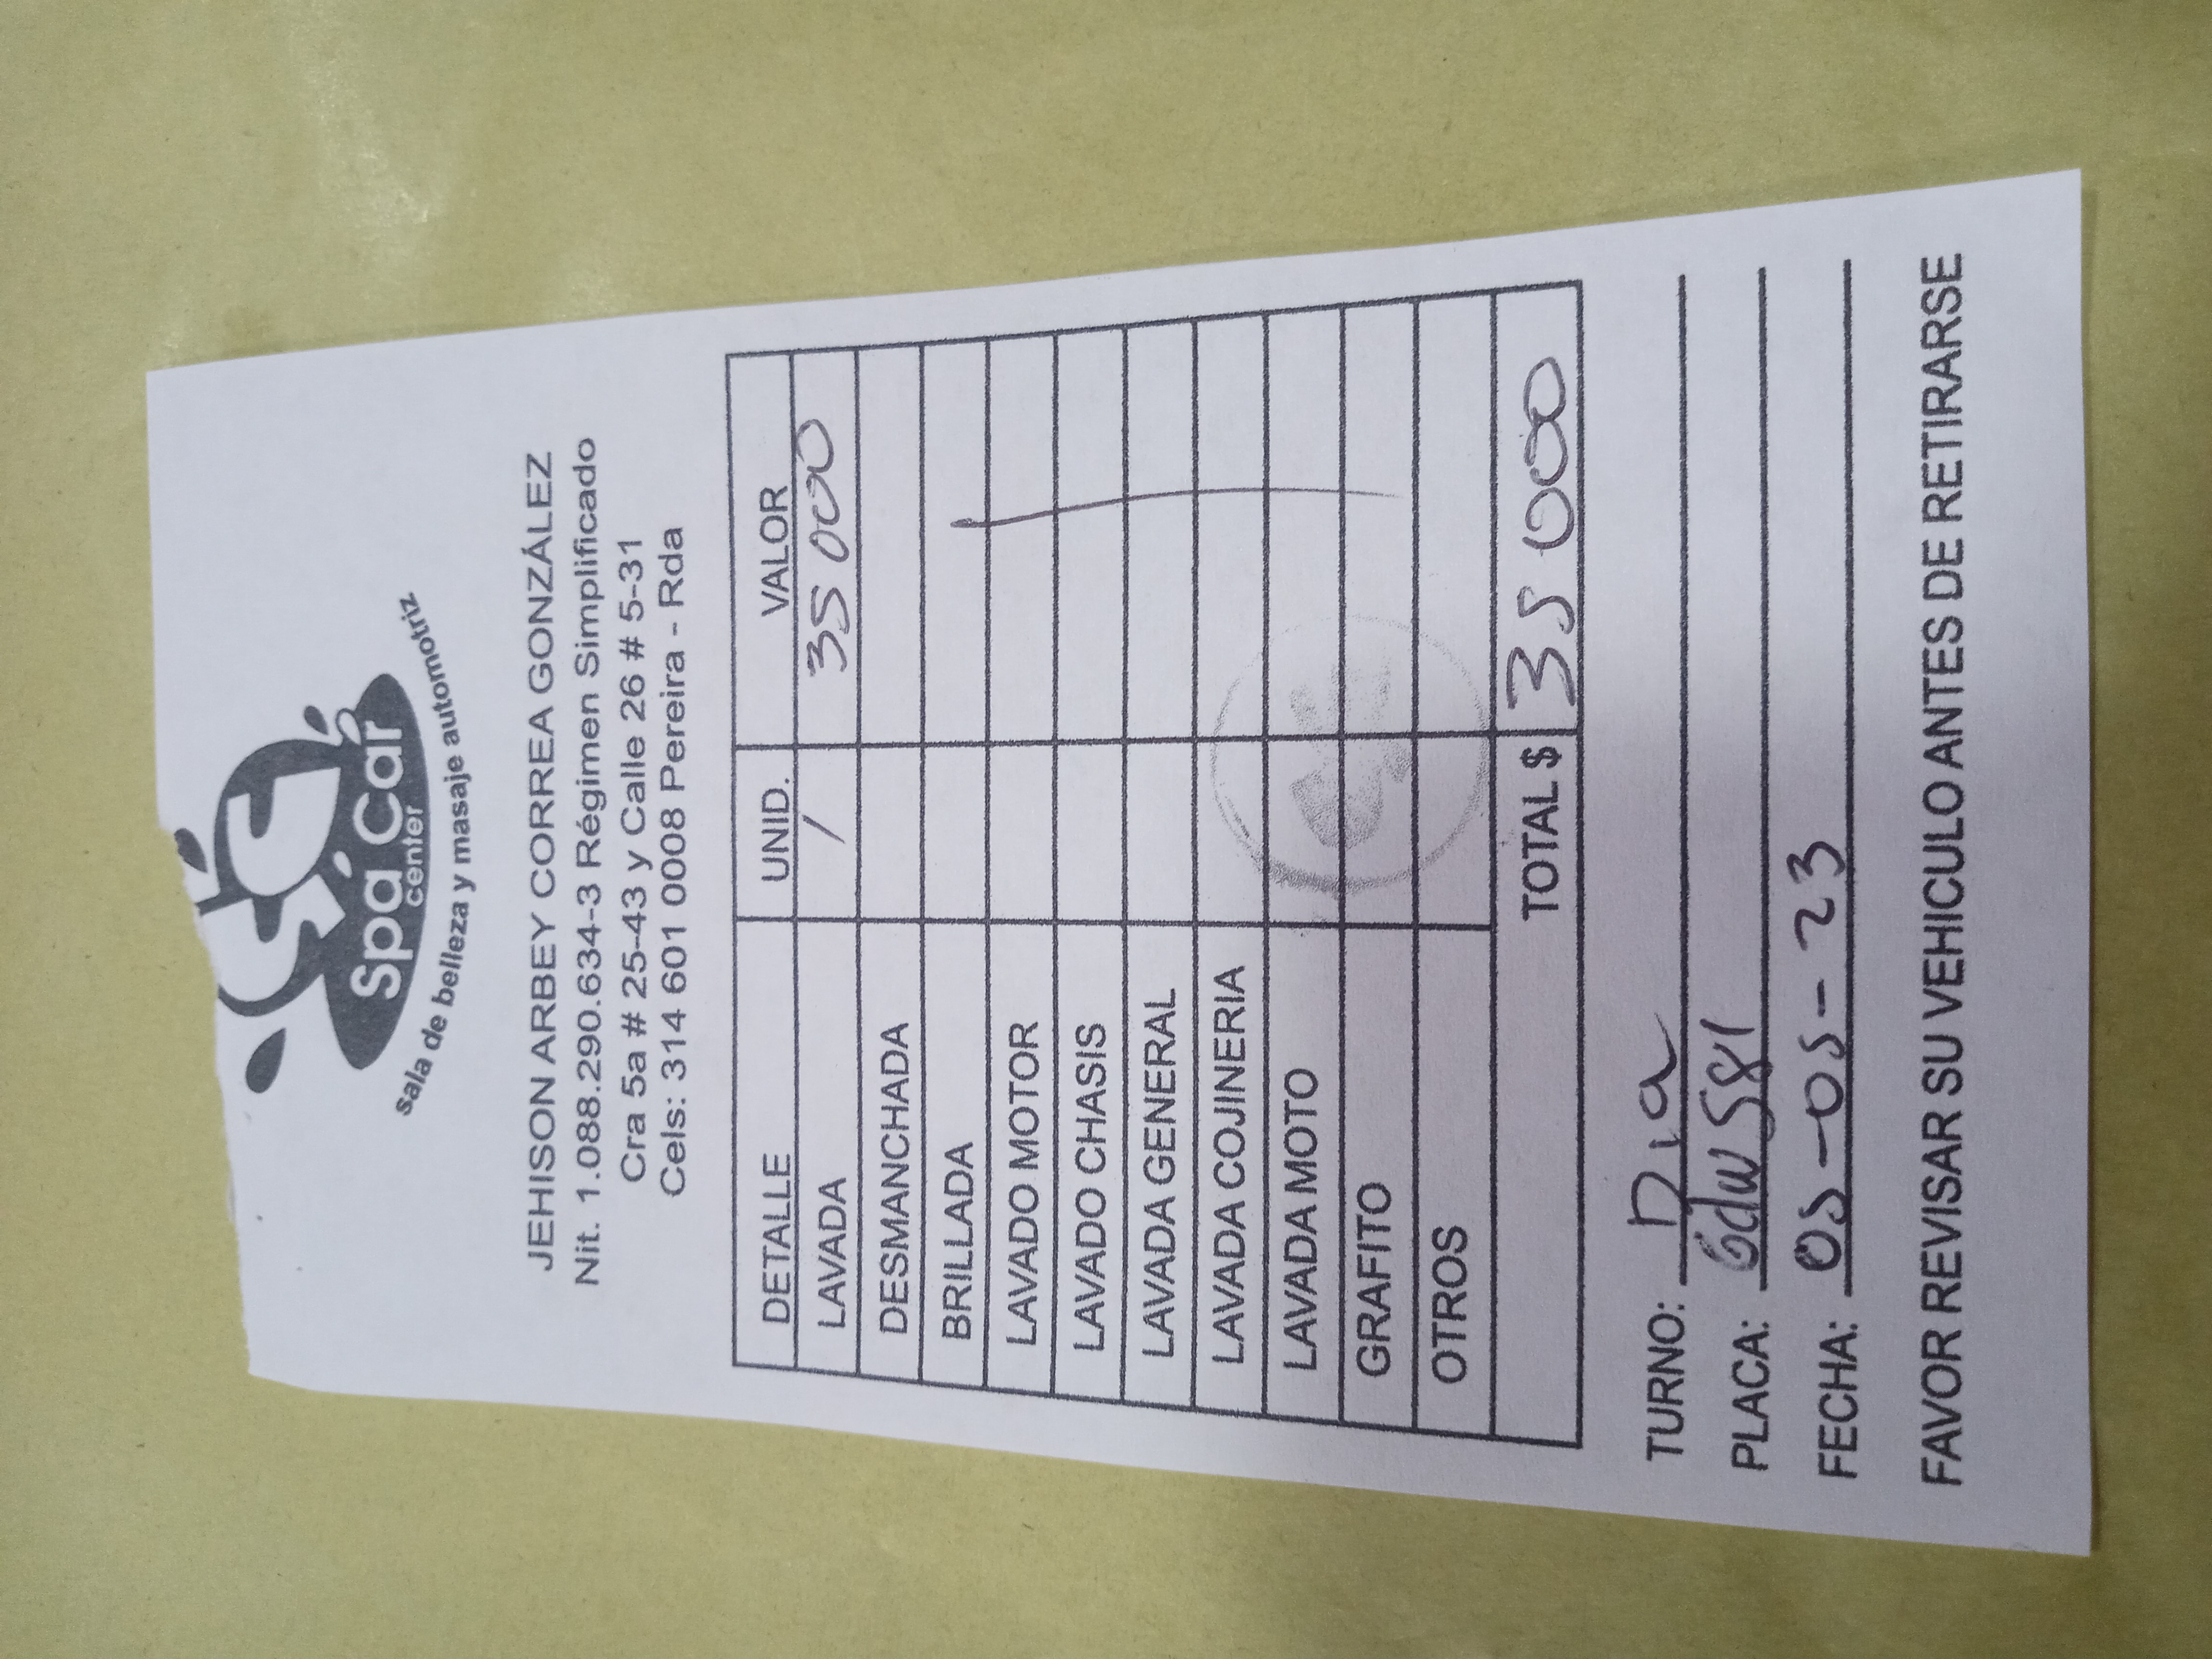 Spa Car
center
sala de belleza y masaje automotriz
JEHISON ARBEY CORREA GONZÁLEZ
Nit. 1.088.290.634-3 Régimen Simplificado
Cra 5a # 25-43 y Calle 26 # 5-31
Cels: 314 601 0008 Pereira - Rda
DETALLE UNID. VALOR
LAVADA / 35 000
DESMANCHADA
BRILLADA
LAVADO MOTOR
LAVADO CHASIS
LAVADA GENERAL
LAVADA COJINERIA
LAVADA MOTO
GRAFITO
OTROS
TOTAL $ 35 000
TURNO: Dia
PLACA: 581
FECHA: 05-05-23
FAVOR REVISAR SU VEHICULO ANTES DE RETIRARSE